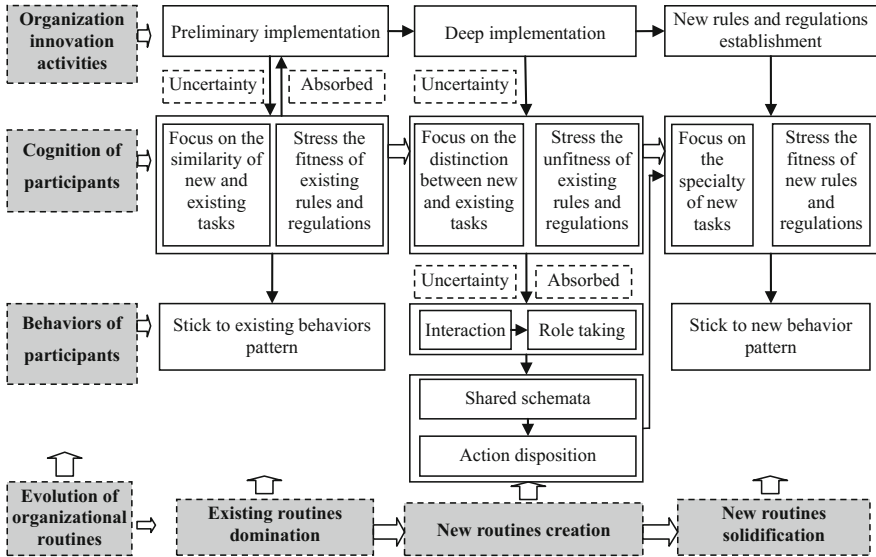 Organization
innovation
activities
Preliminary implementation
Deep implementation
New rules and regulations
establishment
Uncertainty
Absorbed
Uncertainty
Cognition of
participants
Focus on the
similarity of
new and
existing
tasks
Stress the
fitness of
existing
rules and
regulations
Focus on the
distinction
between new
and existing
tasks
Stress the
unfitness of
existing
rules and
regulations
Focus on
the
specialty
of new
tasks
Stress the
fitness of
new rules
and
regulations
Uncertainty
Absorbed
Behaviors of
participants
Stick to existing behaviors
pattern
Interaction
Role taking
Stick to new behavior
pattern
Shared schemata
Action disposition
Evolution of
organizational
routines
Existing routines
domination
New routines creation
New routines
solidification